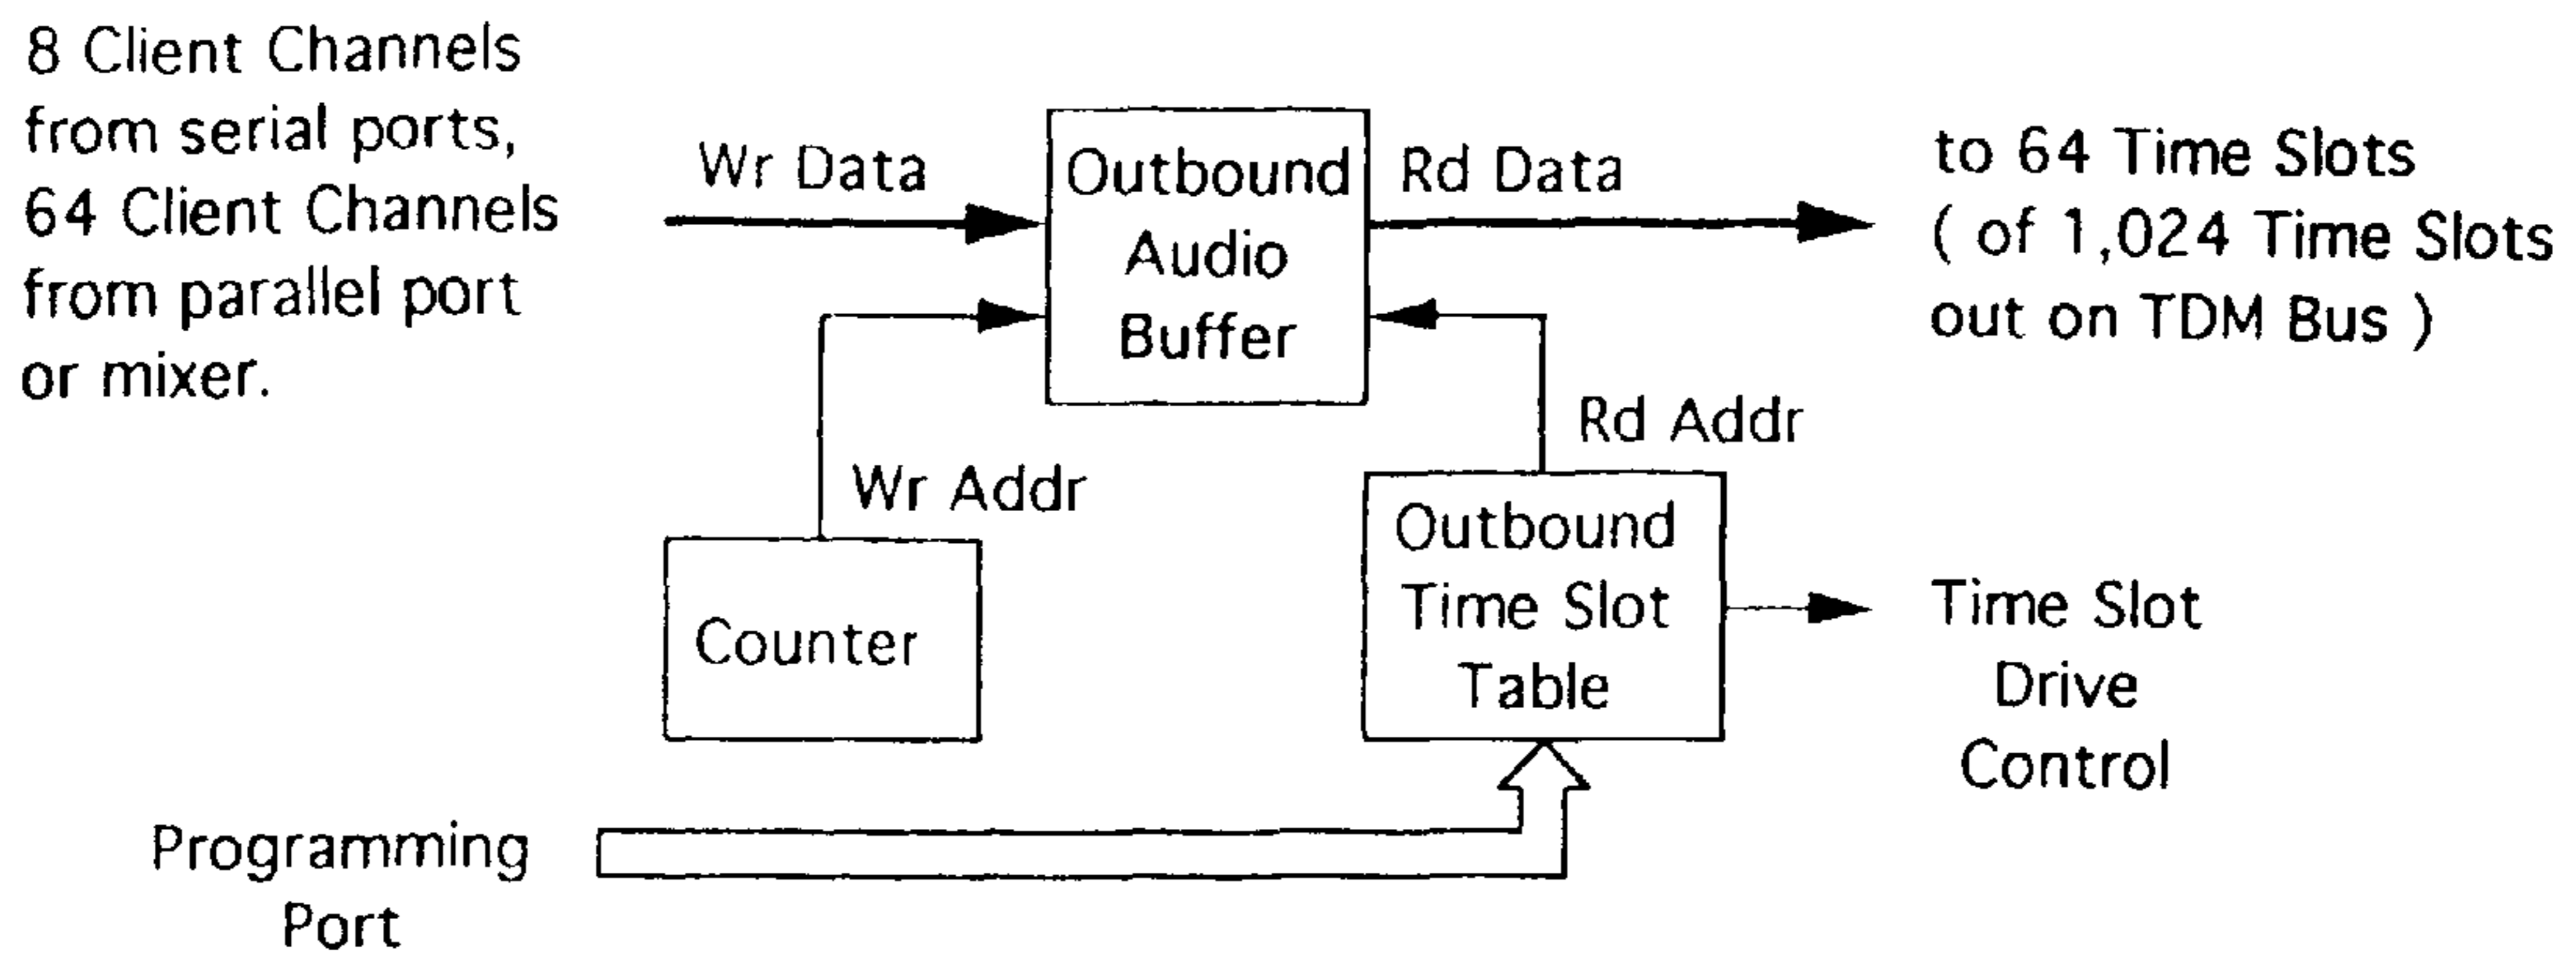 8 Client Channels
from serial ports,
64 Client Channels
from parallel port
or mixer.
Wr Data
Outbound
Audio
Buffer
Rd Data
to 64 Time Slots
( of 1,024 Time Slots
out on TDM Bus )
Wr Addr
Rd Addr
Counter
Outbound
Time Slot
Table
Time Slot
Drive
Control
Programming
Port